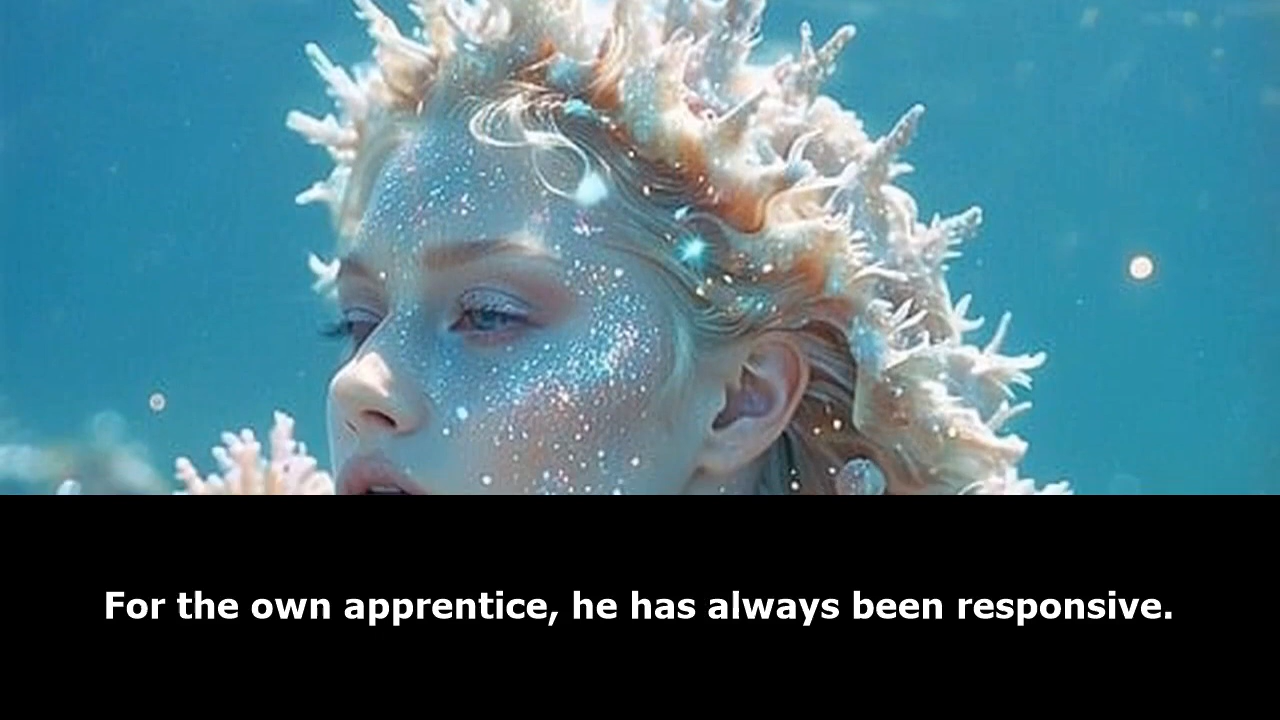 For the own apprentice, he has always been responsive.